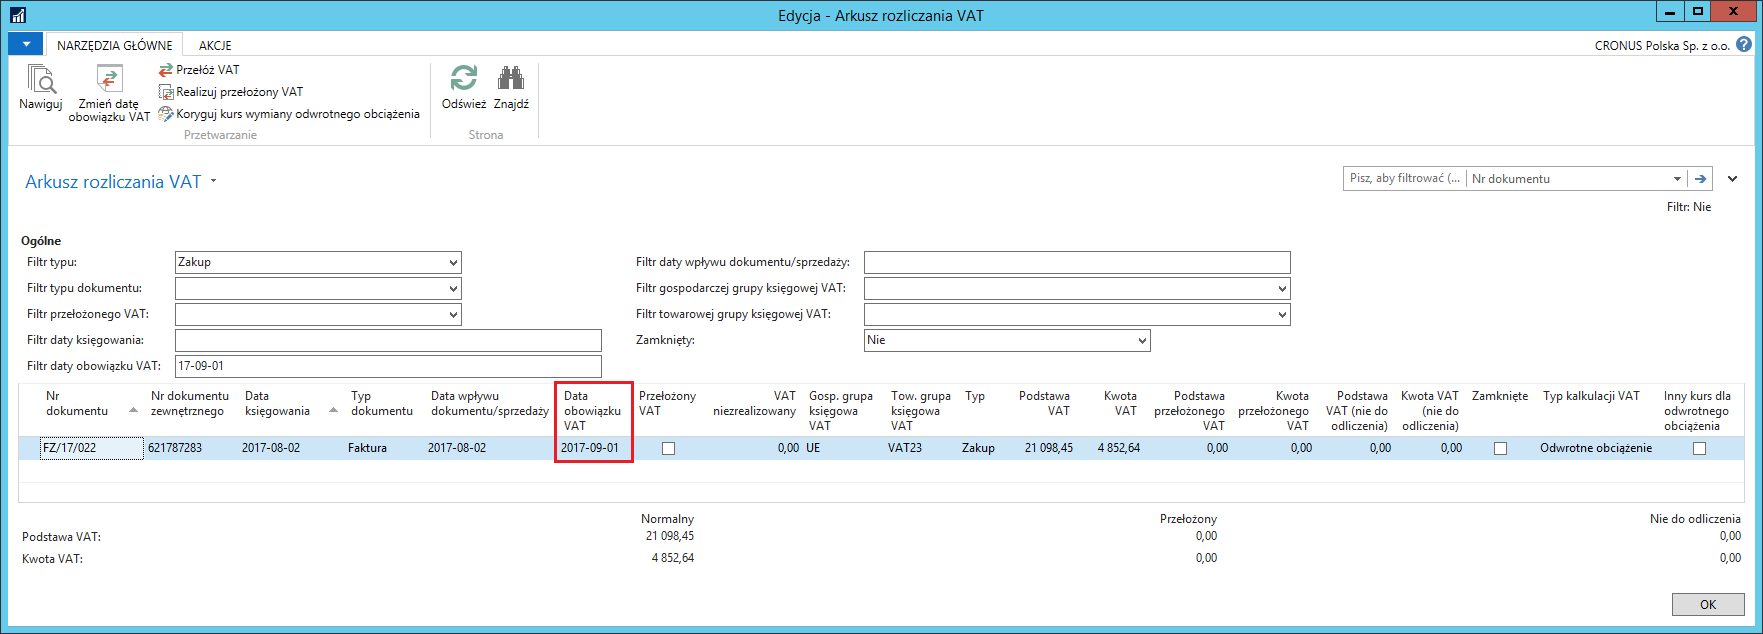 Edycja - Arkusz rozliczania VAT
NARZĘDZIA GŁÓWNE AKCJE
CRONUS Polska Sp. z o.o.
Nawiguj
Zmień datę
obowiązku VAT
Przełóż VAT
Realizuj przełożony VAT
Koryguj kurs wymiany odwrotnego obciążenia
Przetwarzanie
Odśwież
Znajdź
Strona
Arkusz rozliczania VAT
Pisz, aby filtrować (... Nr dokumentu
Filtr: Nie
Ogólne
Filtr typu: Zakup
Filtr typu dokumentu:
Filtr przełożonego VAT:
Filtr daty księgowania:
Filtr daty obowiązku VAT: 17-09-01
Filtr daty wpływu dokumentu/sprzedaży:
Filtr gospodarczej grupy księgowej VAT:
Filtr towarowej grupy księgowej VAT:
Zamknięty: Nie
Nr
dokumentu
Nr dokumentu
zewnętrznego
Data
księgowania
Typ
dokumentu
Data wpływu
dokumentu/sprzedaży
Data
obowiązku
VAT
Przełożony
VAT
VAT
niezrealizowany
Gosp. grupa
księgowa
VAT
Tow. grupa
księgowa
VAT
Typ
Podstawa
VAT
Kwota
VAT
Podstawa
przełożonego
VAT
Kwota
przełożonego
VAT
Podstawa
VAT (nie do
odliczenia)
Kwota VAT
(nie do
odliczenia)
Zamknięte
Typ kalkulacji VAT
Inny kurs dla
odwrotnego
obciążenia
FZ/17/022 621787283 2017-08-02 Faktura 2017-08-02 2017-09-01 0,00 UE VAT23 Zakup 21 098,45 4 852,64 0,00 0,00 0,00 0,00 Odwrotne obciążenie
Normalny Przełożony Nie do odliczenia
Podstawa VAT: 21 098,45 0,00 0,00
Kwota VAT: 4 852,64 0,00 0,00
OK